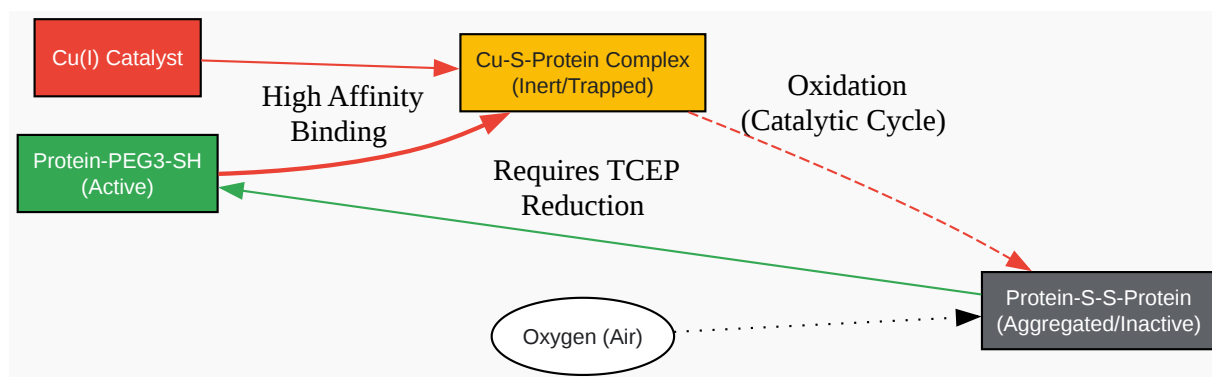 Cu(I) Catalyst
Cu-S-Protein Complex
(Inert/Trapped)
High Affinity
Binding
Oxidation
(Catalytic Cycle)
Protein-PEG3-SH
(Active)
Requires TCEP
Reduction
Protein-S-S-Protein
(Aggregated/Inactive)
Oxygen (Air)